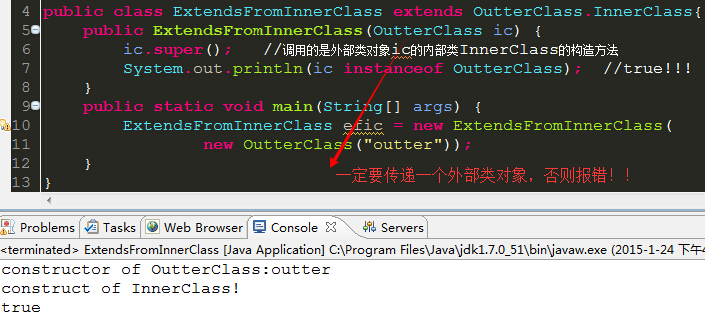 4 public class ExtendsFromInnerClass extends OutterClass.InnerClass{
5 public ExtendsFromInnerClass(OutterClass ic) {
6 ic.super(); //调用的是外部类对象ic的内部类InnerClass的构造方法
7 System.out.println(ic instanceof OutterClass); //true!!!
8 }
9 public static void main(String[] args) {
10 ExtendsFromInnerClass efic = new ExtendsFromInnerClass(
11 new OutterClass("outter"));
12 }
一定要传递一个外部类对象，否则报错！！
13 }
Problems Tasks Web Browser Console Servers
<terminated> ExtendsFromInnerClass [Java Application] C:\Program Files\Java\jdk1.7.0_51\bin\javaw.exe (2015-1-24 下午4
constructor of OutterClass:outter
construct of InnerClass!
true